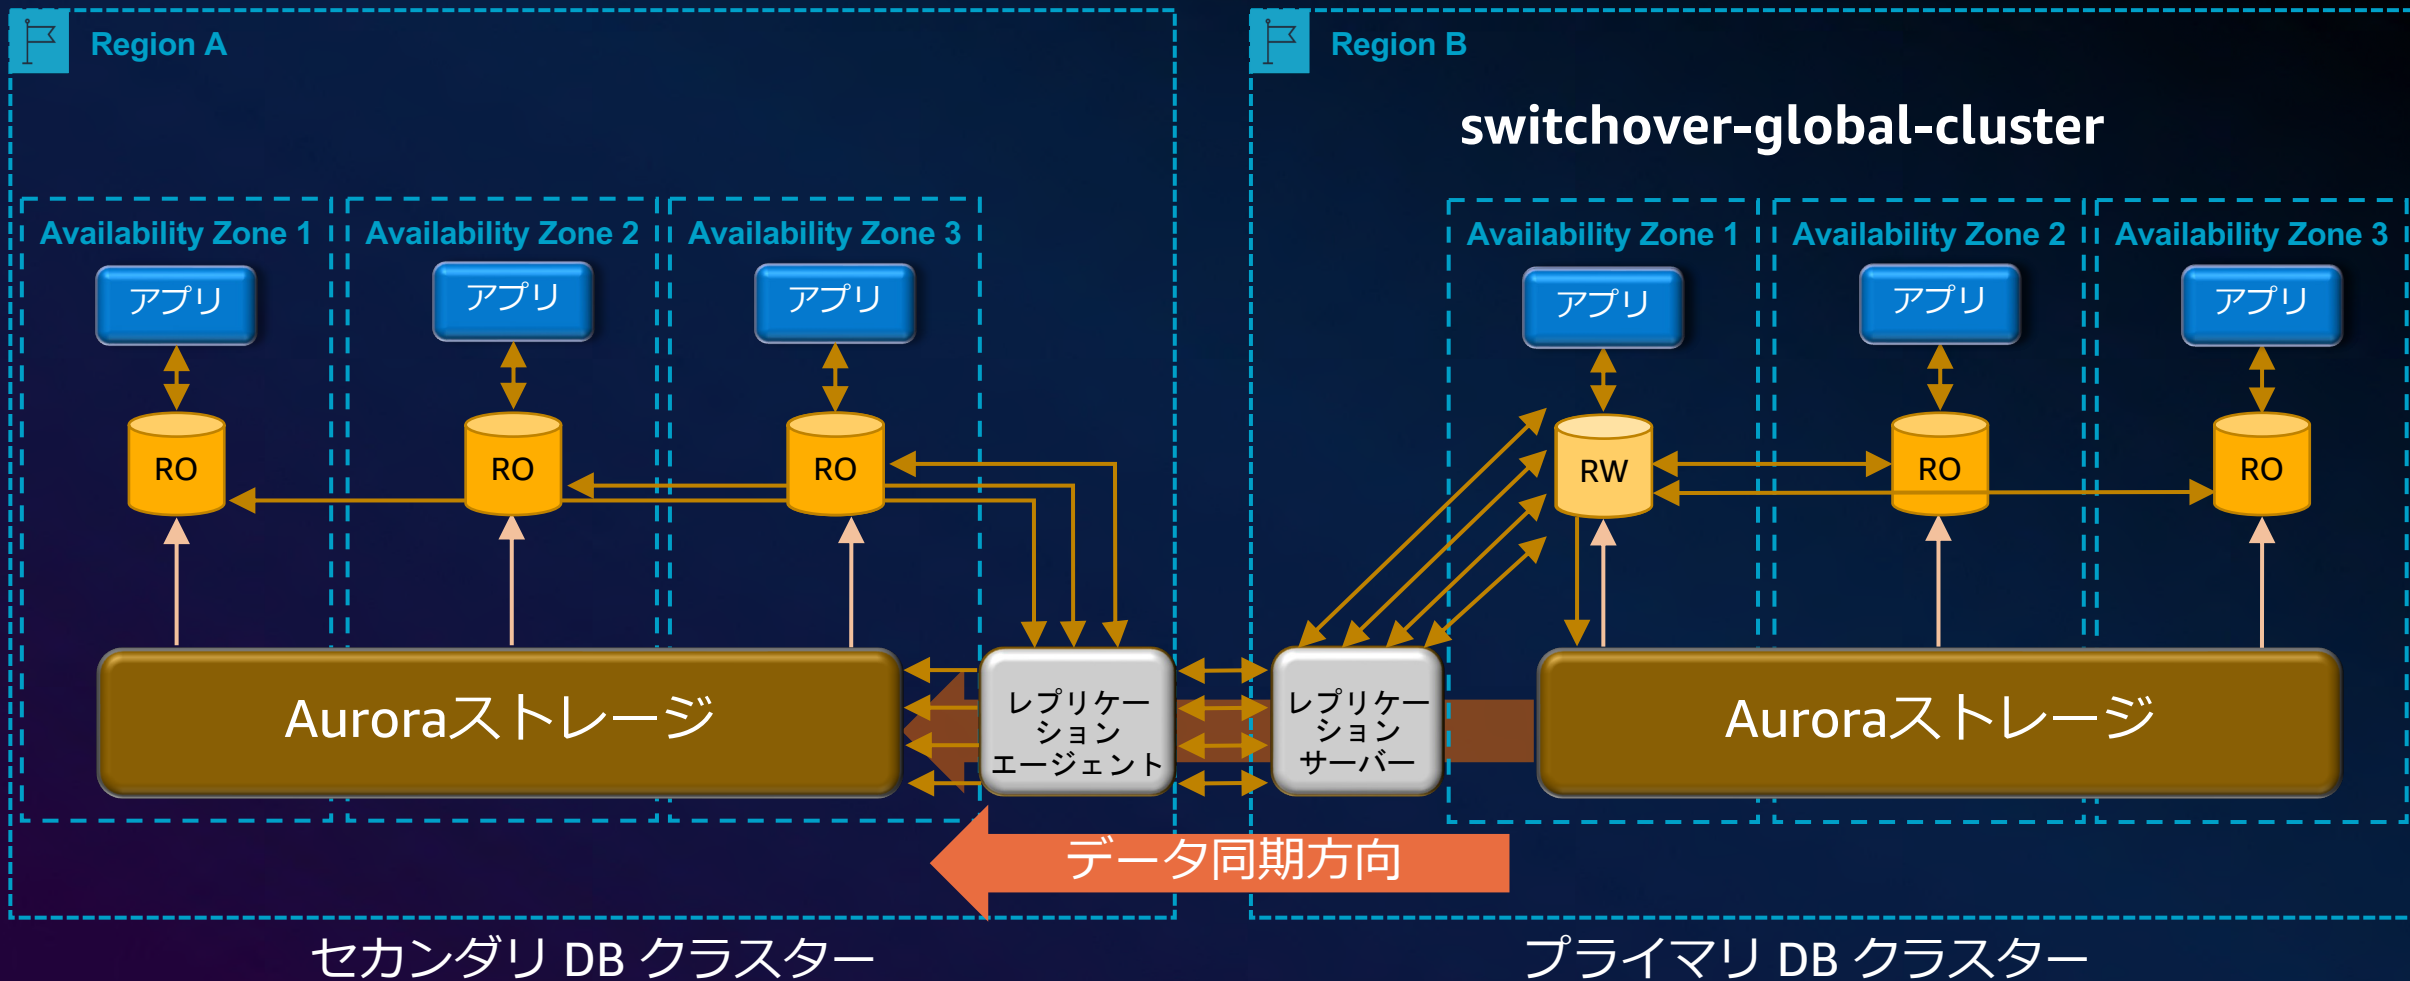 Region A
Region B
switchover-global-cluster
Availability Zone 1
Availability Zone 2
Availability Zone 3
Availability Zone 1
Availability Zone 2
Availability Zone 3
アプリ
アプリ
アプリ
アプリ
アプリ
アプリ
RO
RO
RO
RW
RO
RO
Auroraストレージ
レプリケー
ション
エージェント
レプリケー
ション
サーバー
Auroraストレージ
データ同期方向
セカンダリ DB クラスター
プライマリ DB クラスター